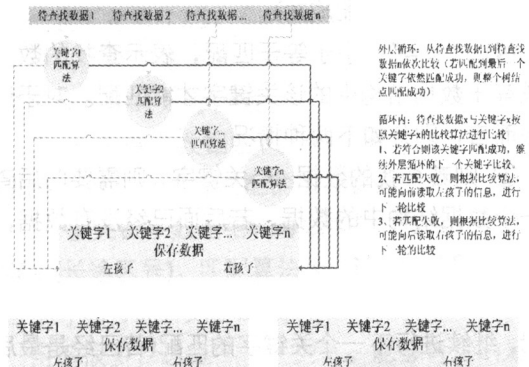 待查找数据1 待查找数据2 待查找数据... 待查找数据n
关键字1
匹配算
法
关键字2
匹配算
法
关键字...
匹配算法
关键字n
匹配算法
关键字1 关键字2 关键字... 关键字n
保存数据
左孩子 右孩子
外层循环：从待查找数据1到待查找
数据n依次比较（若匹配到最后一个
关键字依然匹配成功，则整个树结
点匹配成功）
循环内：待查找数据x与关键字x按
照关键字x的比较算法进行比较
1、若符合则该关键字匹配成功，继
续外层循环的下一个关键字比较。
2、若匹配失败，则根据比较算法，
可能向前读取左孩子的信息，进行
下一轮比较
3、若匹配失败，则根据比较算法，
可能向后读取右孩子的信息，进行
下一轮的比较
关键字1 关键字2 关键字... 关键字n
保存数据
左孩子 右孩子
关键字1 关键字2 关键字... 关键字n
保存数据
左孩子 右孩子